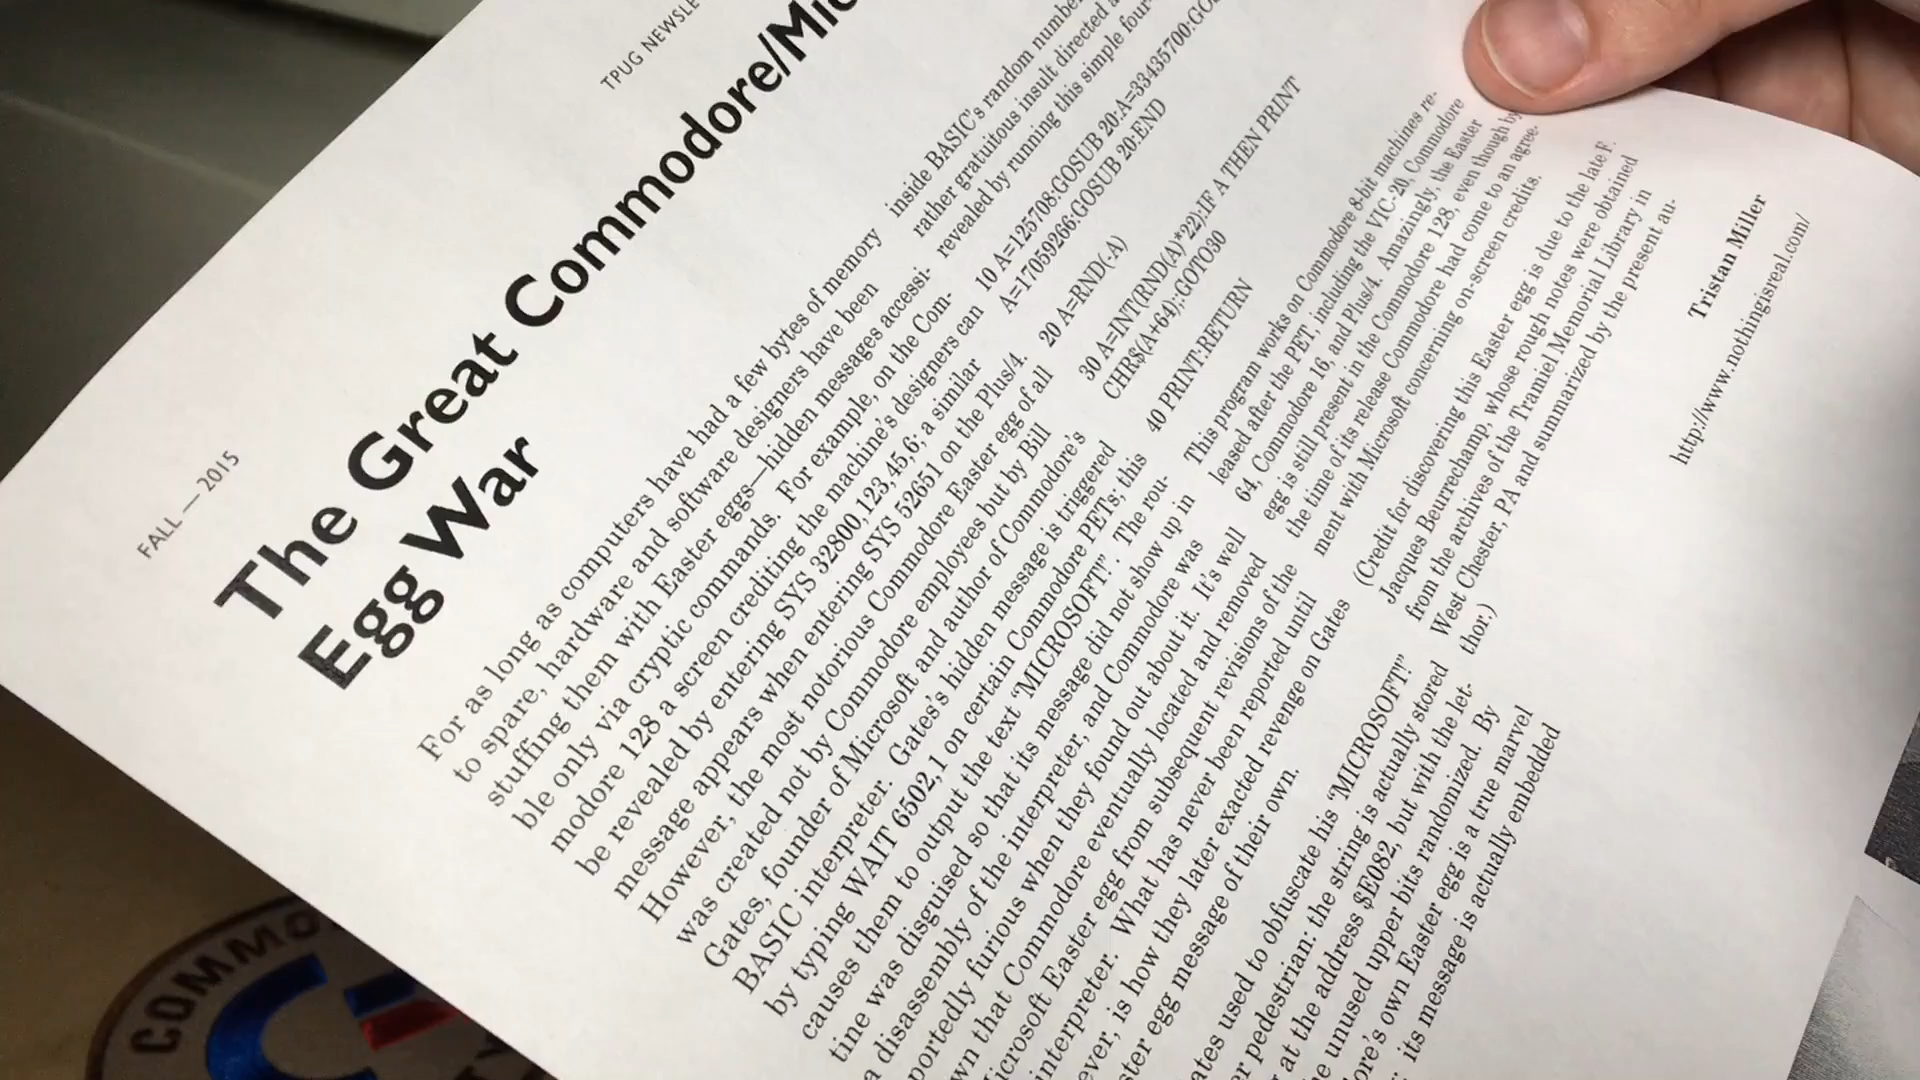 TPUG NEWSLE
FALL — 2015
The Great Commodore/Mic
Egg War
For as long as computers have had a few bytes of memory
to spare, hardware and software designers have been
stuffing them with Easter eggs—hidden messages accessi-
ble only via cryptic commands. For example, on the Com-
modore 128 a screen crediting the machine's designers can
be revealed by entering SYS 32800,123,45,6; a similar
message appears when entering SYS 52651 on the Plus/4.
However, the most notorious Commodore Easter egg of all
was created not by Commodore employees but by Bill
Gates, founder of Microsoft and author of Commodore's
BASIC interpreter. Gates's hidden message is triggered
by typing WAIT 6502,1 on certain Commodore PETs; this
causes them to output the text "MICROSOFT!". The rou-
tine was disguised so that its message did not show up in
a disassembly of the interpreter, and Commodore was
portedly furious when they found out about it. It's well
wn that Commodore eventually located and removed
icrosoft Easter egg from subsequent revisions of the
interpreter. What has never been reported until
ever, is how they later exacted revenge on Gates
ster egg message of their own.
ates used to obfuscate his "MICROSOFT!"
er pedestrian: the string is actually stored
at the address $E082, but with the let-
e unused upper bits randomized. By
ore's own Easter egg is a true marvel
; its message is actually embedded
inside BASIC's random number
rather gratuitous insult directed a
revealed by running this simple four-
10 A=125708:GOSUB 20:A=33435700:GO
A=17059266:GOSUB 20:END
20 A=RND(-A)
30 A=INT(RND(A)*22):IF A THEN PRINT
CHR$(A+64);:GOTO30
40 PRINT:RETURN
This program works on Commodore 8-bit machines re-
leased after the PET, including the VIC-20, Commodore
64, Commodore 16, and Plus/4. Amazingly, the Easter
egg is still present in the Commodore 128, even though by
the time of its release Commodore had come to an agree-
ment with Microsoft concerning on-screen credits.
(Credit for discovering this Easter egg is due to the late F.
Jacques Beurrechamp, whose rough notes were obtained
from the archives of the Tramiel Memorial Library in
West Chester, PA and summarized by the present au-
thor.)
Tristan Miller
http://www.nothingisreal.com/
COMMO